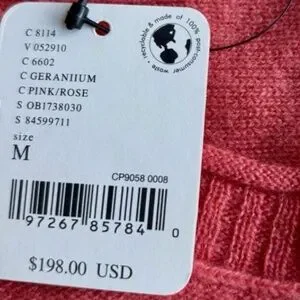 C 8114
V 052910
C 6602
C GERANIIUM
C PINK/ROSE
S OB1738030
S 84599711
size
M
recyclable & made of 100% post-consumer waste
CP9058 0008
97267 85784 0
$198.00 USD